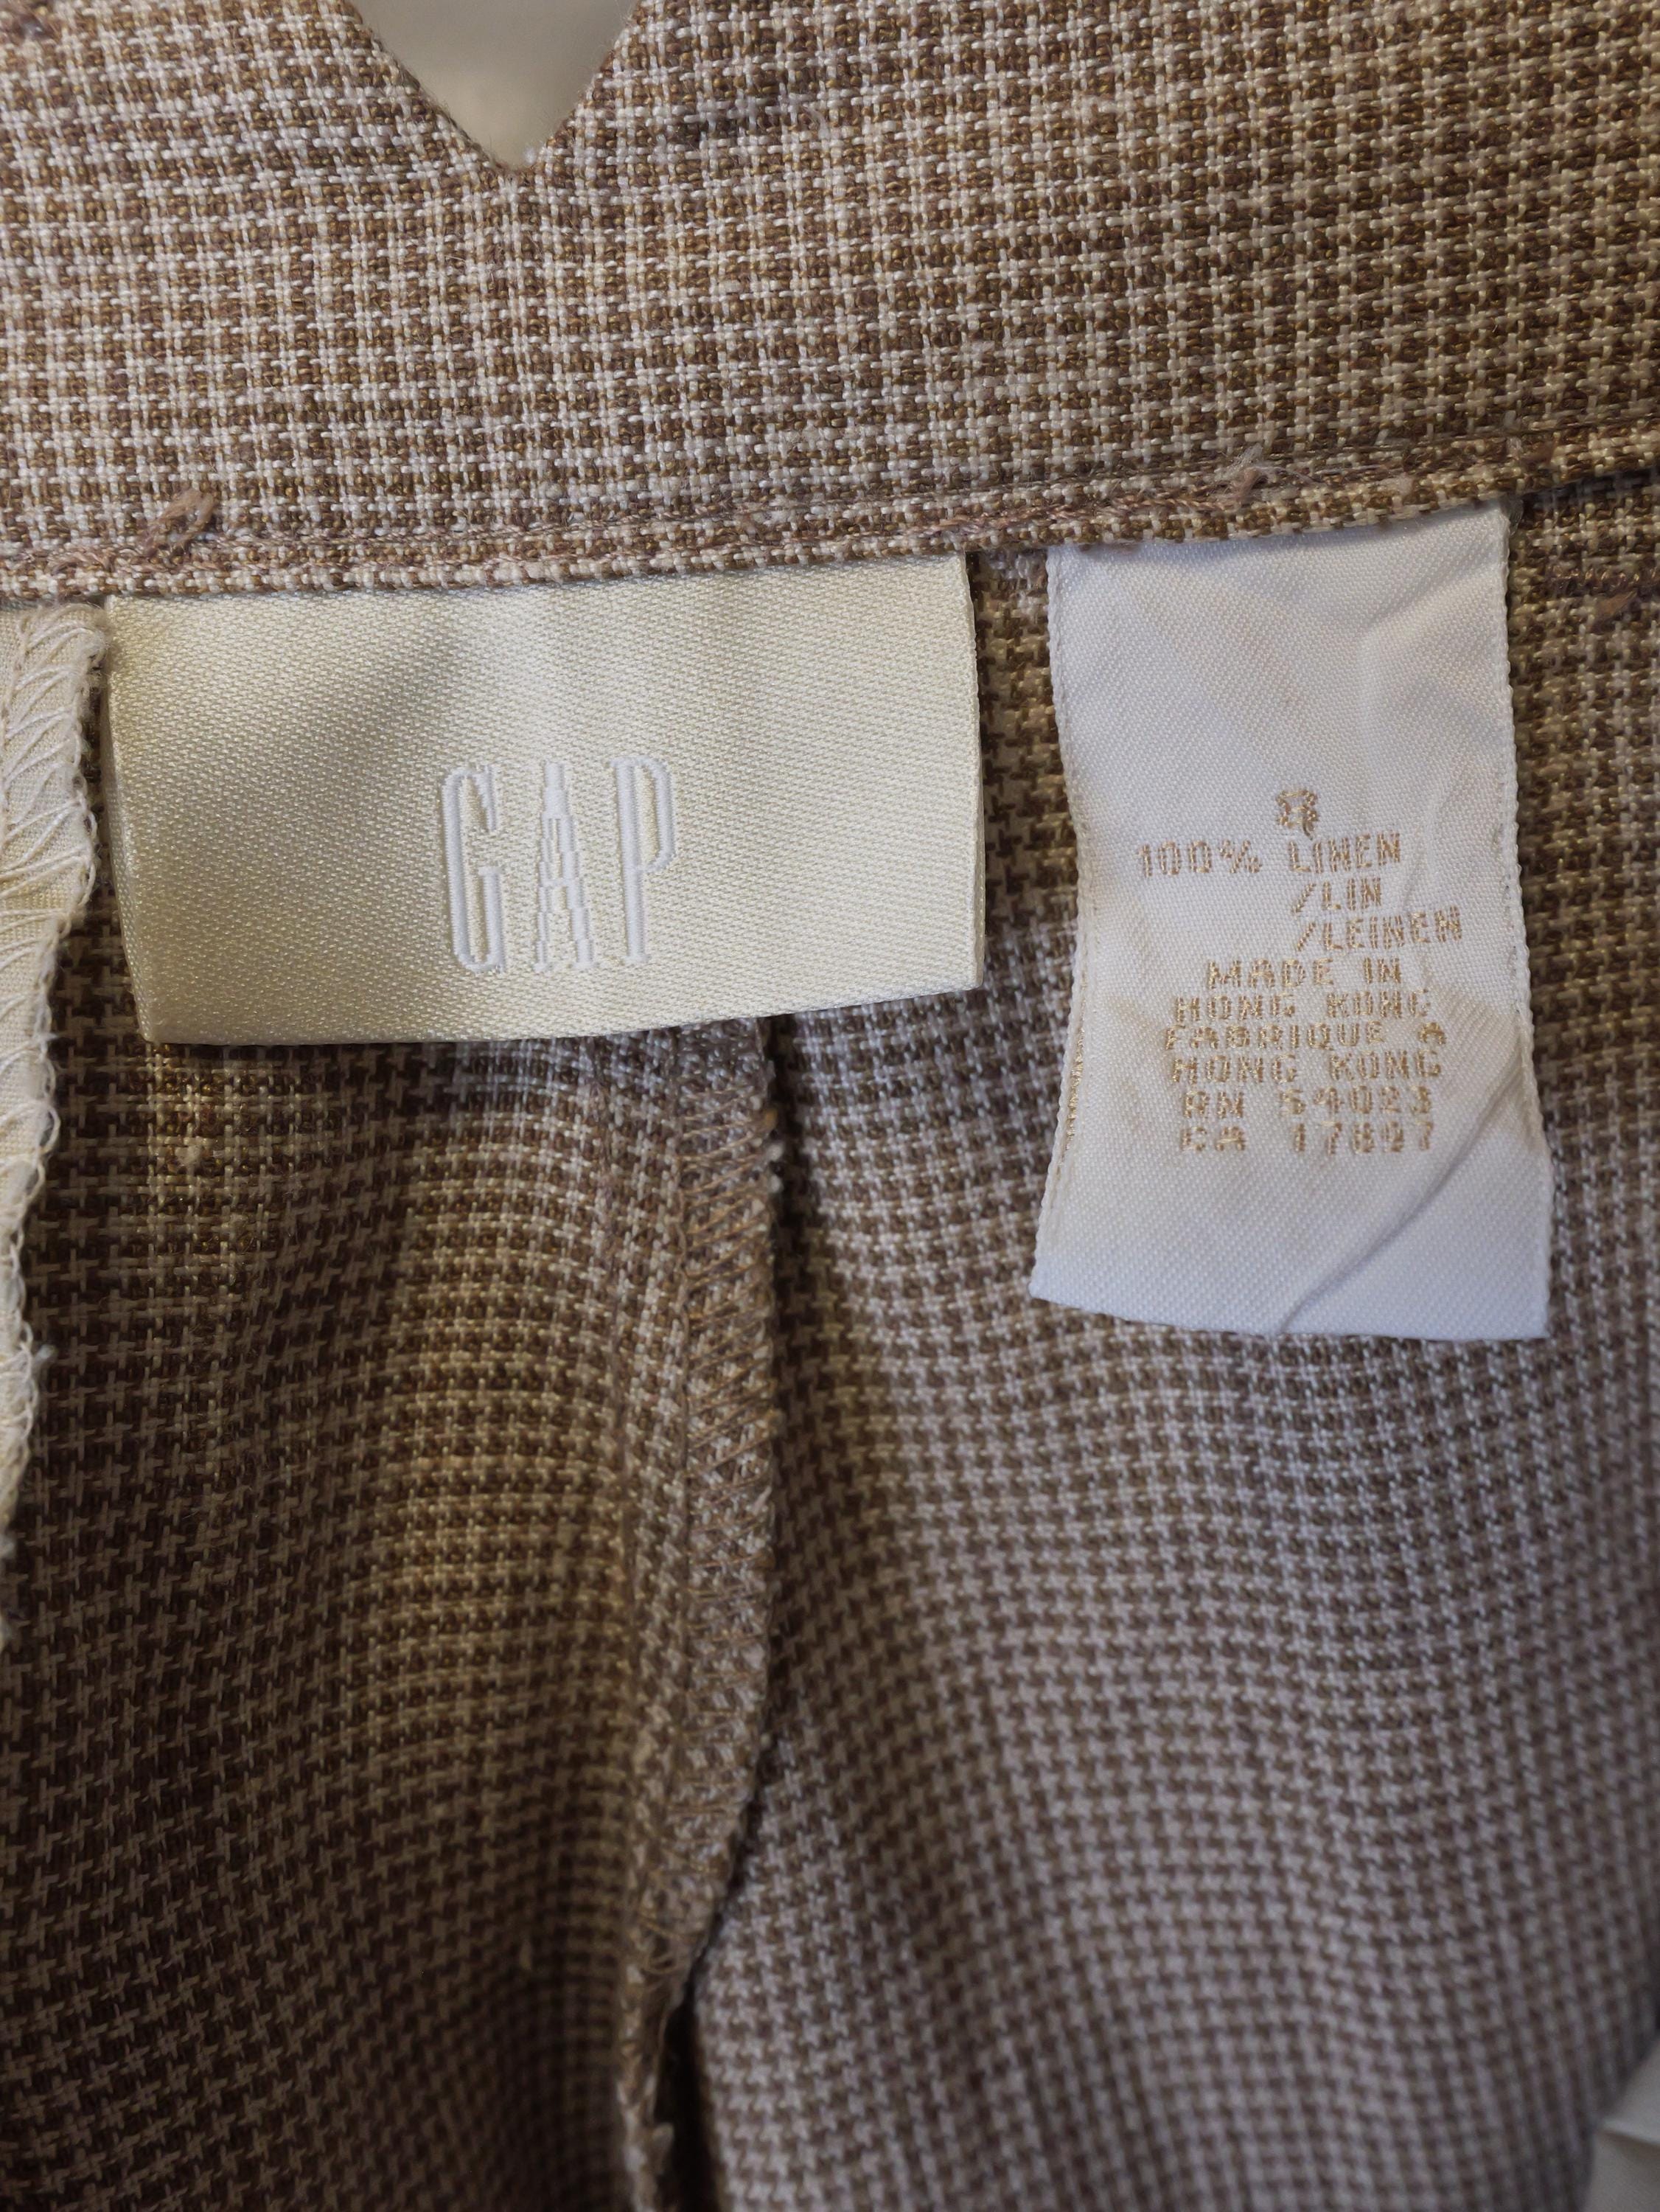 GAP
8
100% LINEN
/LIN
/LEINEN
MADE IN
HONG KONG
FABRIQUE A
HONG KONG
RN 54023
CA 17897